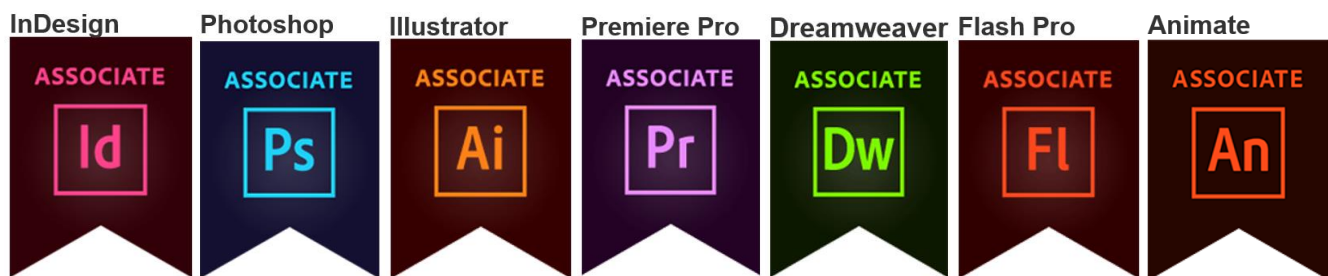 InDesign Photoshop Illustrator Premiere Pro Dreamweaver Flash Pro Animate
ASSOCIATE ASSOCIATE ASSOCIATE ASSOCIATE ASSOCIATE ASSOCIATE ASSOCIATE
Id Ps Ai Pr Dw Fl An